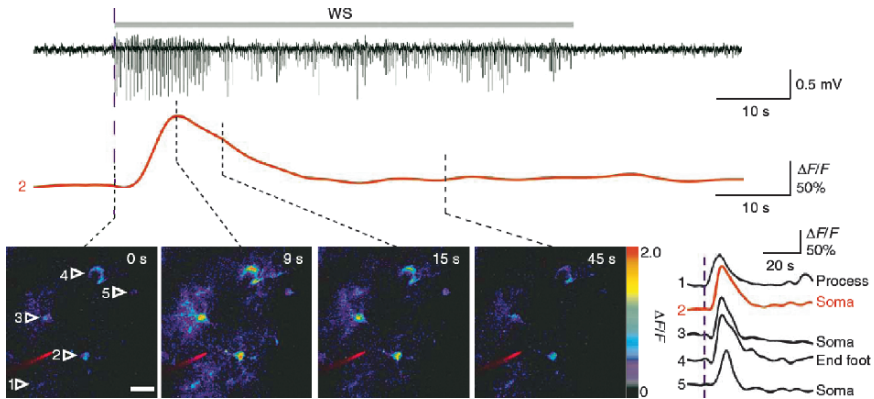 WS
0.5 mV
10 s
2
ΔF/F
50%
10 s
0 s
9 s
15 s
45 s
4
5
3
2
1
2.0
ΔF/F
0
ΔF/F
50%
20 s
1 Process
2 Soma
3 Soma
4 End foot
5 Soma